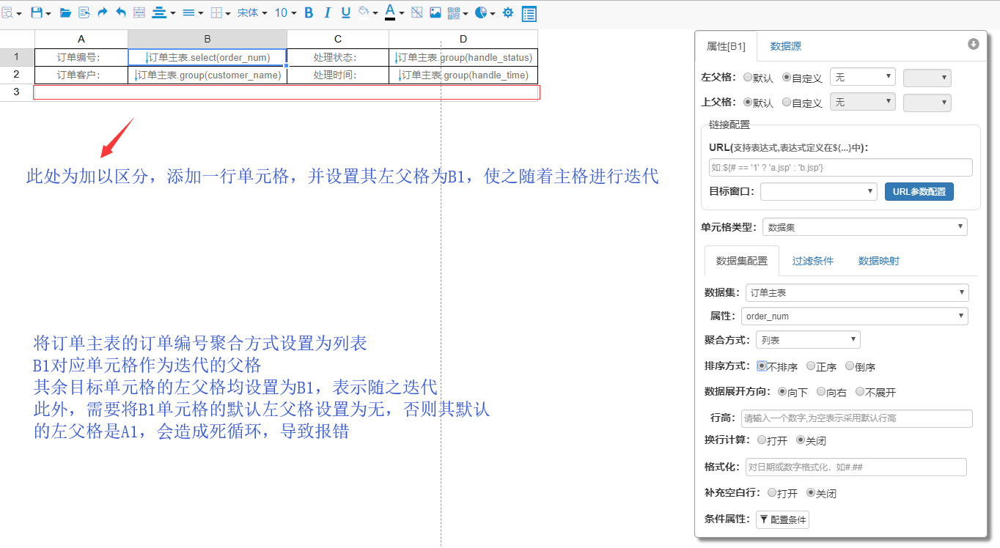 宋体 10 B I U A
A B C D
1 订单编号: 订单主表.select(order_num) 处理状态: 订单主表.group(handle_status)
2 订单客户: 订单主表.group(customer_name) 处理时间: 订单主表.group(handle_time)
3
此处为加以区分，添加一行单元格，并设置其左父格为B1，使之随着主格进行迭代
将订单主表的订单编号聚合方式设置为列表
B1对应单元格作为迭代的父格
其余目标单元格的左父格均设置为B1，表示随之迭代
此外，需要将B1单元格的默认左父格设置为无，否则其默认
的左父格是A1，会造成死循环，导致报错
属性[B1] 数据源
左父格: 默认 自定义 无
上父格: 默认 自定义 无
链接配置
URL(支持表达式,表达式定义在${...}中):
如:${# == '1' ? 'a.jsp' : 'b.jsp'}
目标窗口: URL参数配置
单元格类型: 数据集
数据集配置 过滤条件 数据映射
数据集: 订单主表
属性: order_num
聚合方式: 列表
排序方式: 不排序 正序 倒序
数据展开方向: 向下 向右 不展开
行高: 请输入一个数字,为空表示采用默认行高
换行计算: 打开 关闭
格式化: 对日期或数字格式化，如#.##
补充空白行: 打开 关闭
条件属性: 配置条件